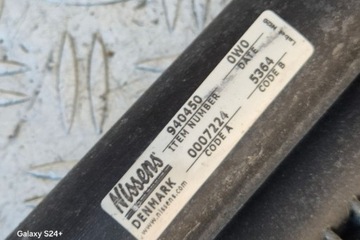 940450
ITEM NUMBER
0W0
DATE
0007224
CODE A
5364
CODE B
Nissens
DENMARK
www.nissens.com
Galaxy S24+